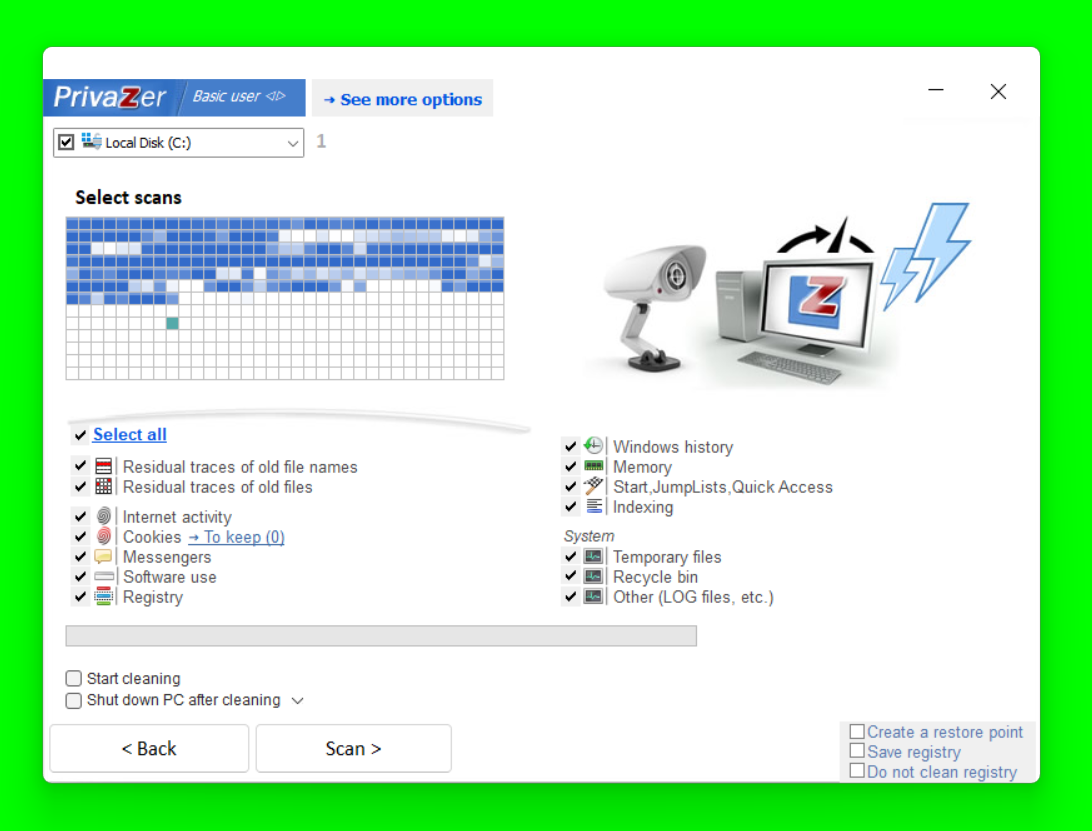 PrivaZer Basic user
→ See more options
Local Disk (C:) 1
Select scans
Select all
Residual traces of old file names
Residual traces of old files
Internet activity
Cookies → To keep (0)
Messengers
Software use
Registry
Windows history
Memory
Start,JumpLists,Quick Access
Indexing
System
Temporary files
Recycle bin
Other (LOG files, etc.)
Start cleaning
Shut down PC after cleaning
< Back
Scan >
Create a restore point
Save registry
Do not clean registry